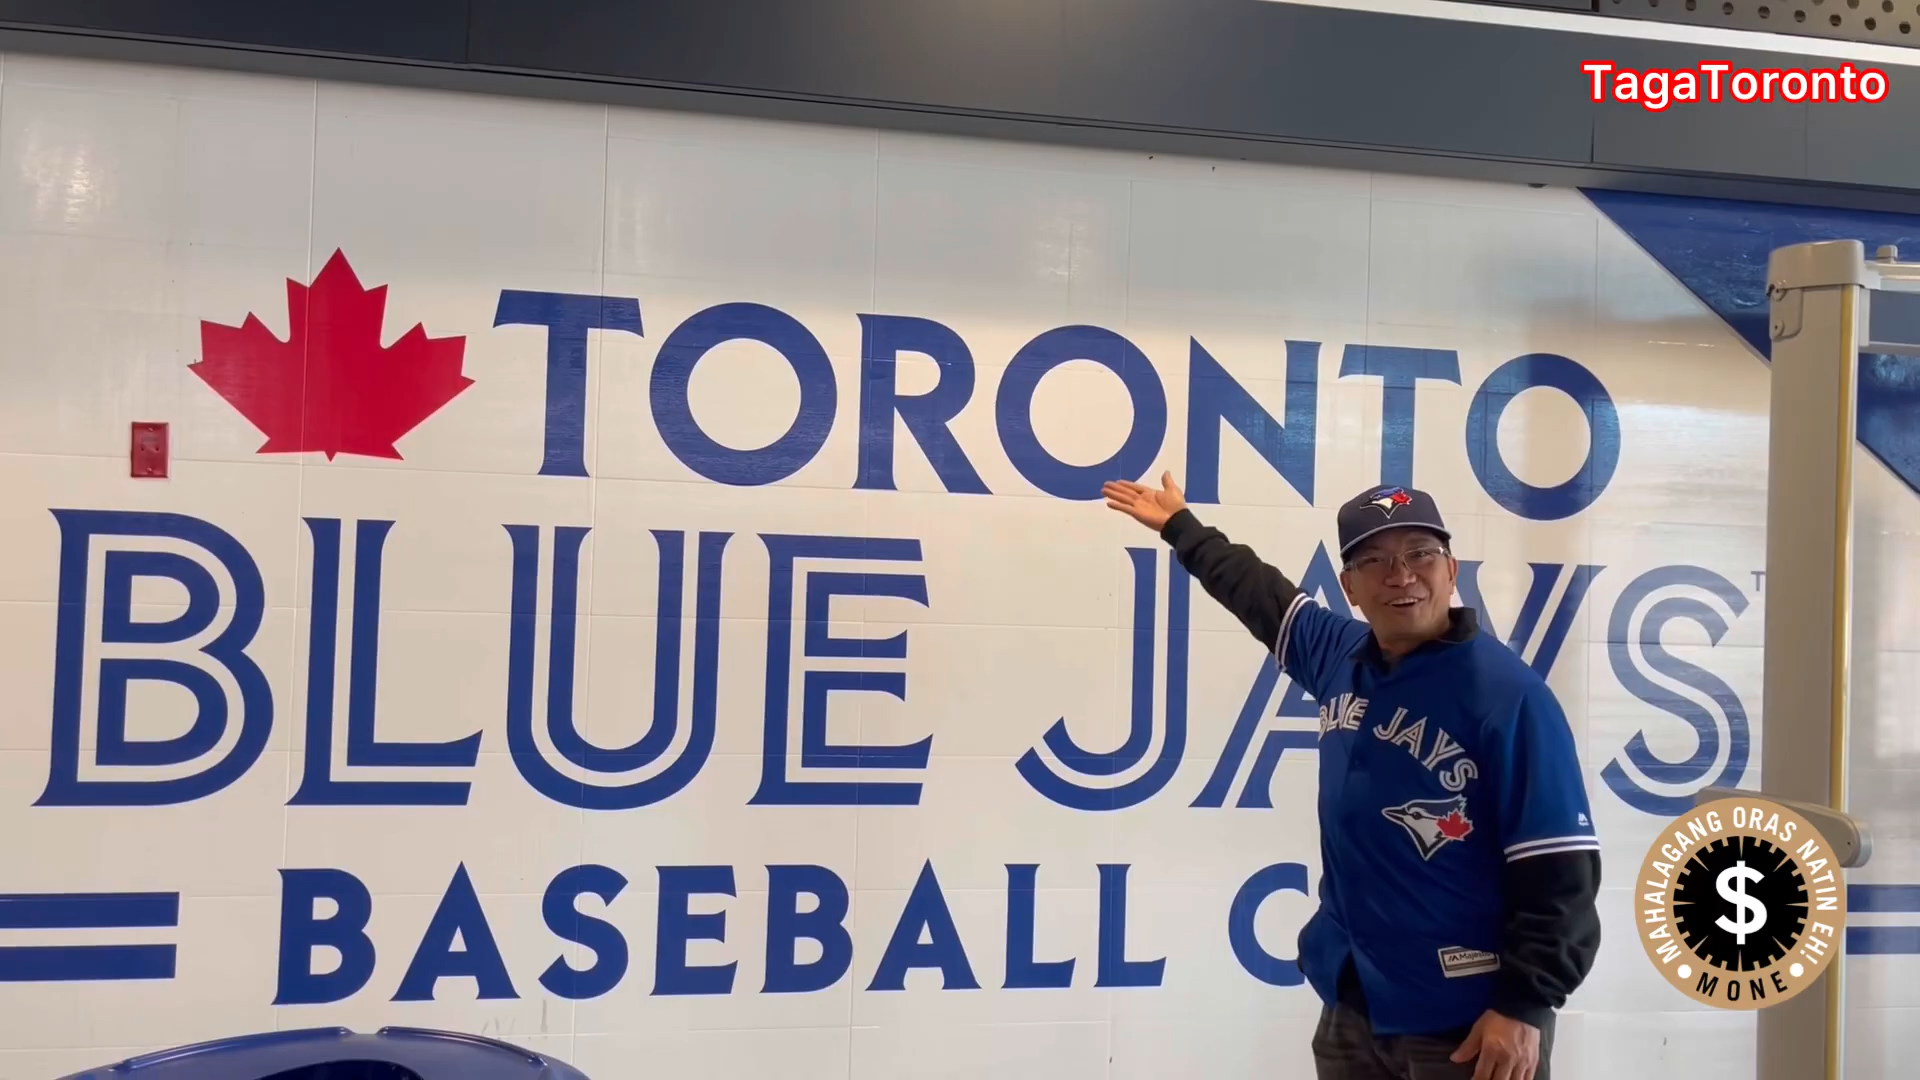 TagaToronto
TORONTO
BLUE JAYS
BASEBALL C
BLUE JAYS
Majestic
MAHALAGANG ORAS NATIN EH!
$
MONE